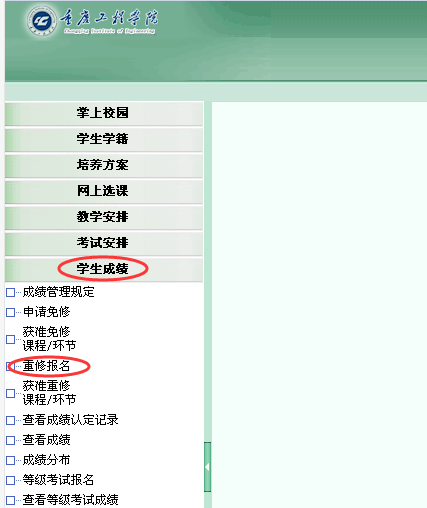 重庆工程学院
Chongqing Institute of Engineering
掌上校园
学生学籍
培养方案
网上选课
教学安排
考试安排
学生成绩
成绩管理规定
申请免修
获准免修
课程/环节
重修报名
获准重修
课程/环节
查看成绩认定记录
查看成绩
成绩分布
等级考试报名
查看等级考试成绩